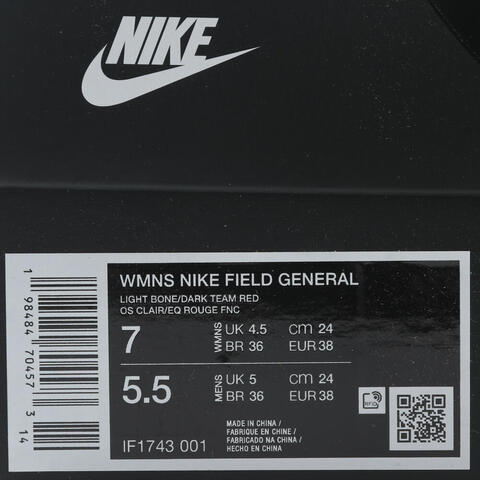 NIKE
WMNS NIKE FIELD GENERAL
LIGHT BONE/DARK TEAM RED
OS CLAIR/EQ ROUGE FNC
7 WMNS UK 4.5 cm 24
BR 36 EUR 38
5.5 MENS UK 5 cm 24
BR 36 EUR 38
RFID
IF1743 001
MADE IN CHINA /
FABRIQUE EN CHINE /
FABRICADO NA CHINA /
HECHO EN CHINA
1 98484 70457 3 14